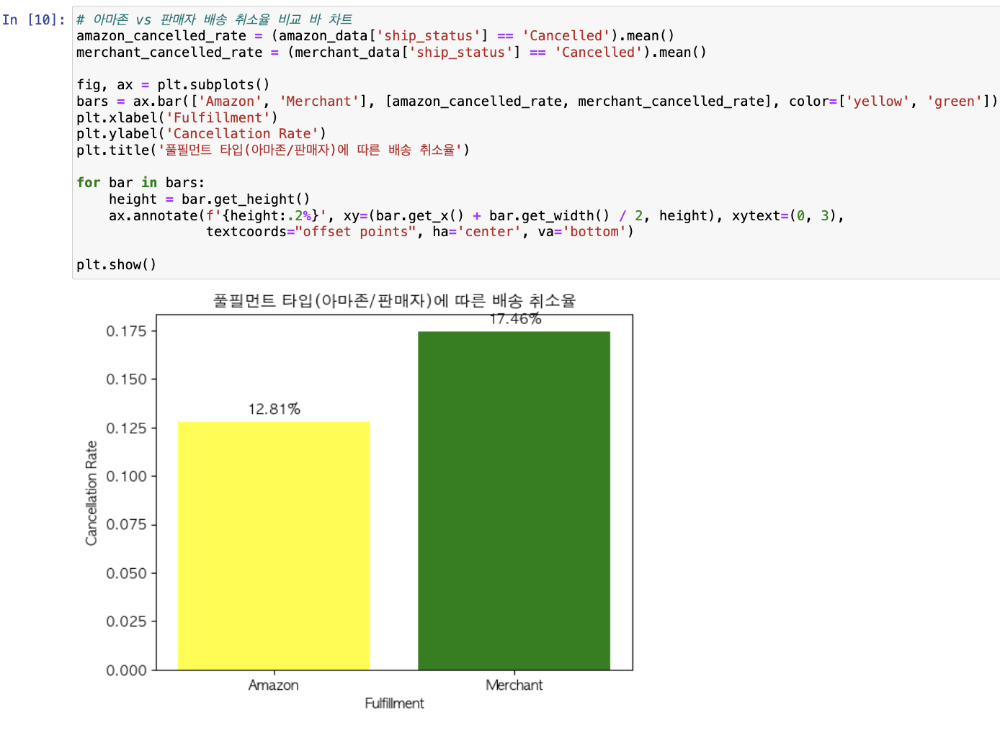 In [10]: # 아마존 vs 판매자 배송 취소율 비교 바 차트
amazon_cancelled_rate = (amazon_data['ship_status'] == 'Cancelled').mean()
merchant_cancelled_rate = (merchant_data['ship_status'] == 'Cancelled').mean()
fig, ax = plt.subplots()
bars = ax.bar(['Amazon', 'Merchant'], [amazon_cancelled_rate, merchant_cancelled_rate], color=['yellow', 'green'])
plt.xlabel('Fulfillment')
plt.ylabel('Cancellation Rate')
plt.title('풀필먼트 타입(아마존/판매자)에 따른 배송 취소율')
for bar in bars:
    height = bar.get_height()
    ax.annotate(f'{height:.2%}', xy=(bar.get_x() + bar.get_width() / 2, height), xytext=(0, 3),
                textcoords="offset points", ha='center', va='bottom')
plt.show()
풀필먼트 타입(아마존/판매자)에 따른 배송 취소율
17.46%
0.175
0.150
12.81%
0.125
0.100
0.075
0.050
0.025
0.000
Cancellation Rate
Amazon
Merchant
Fulfillment